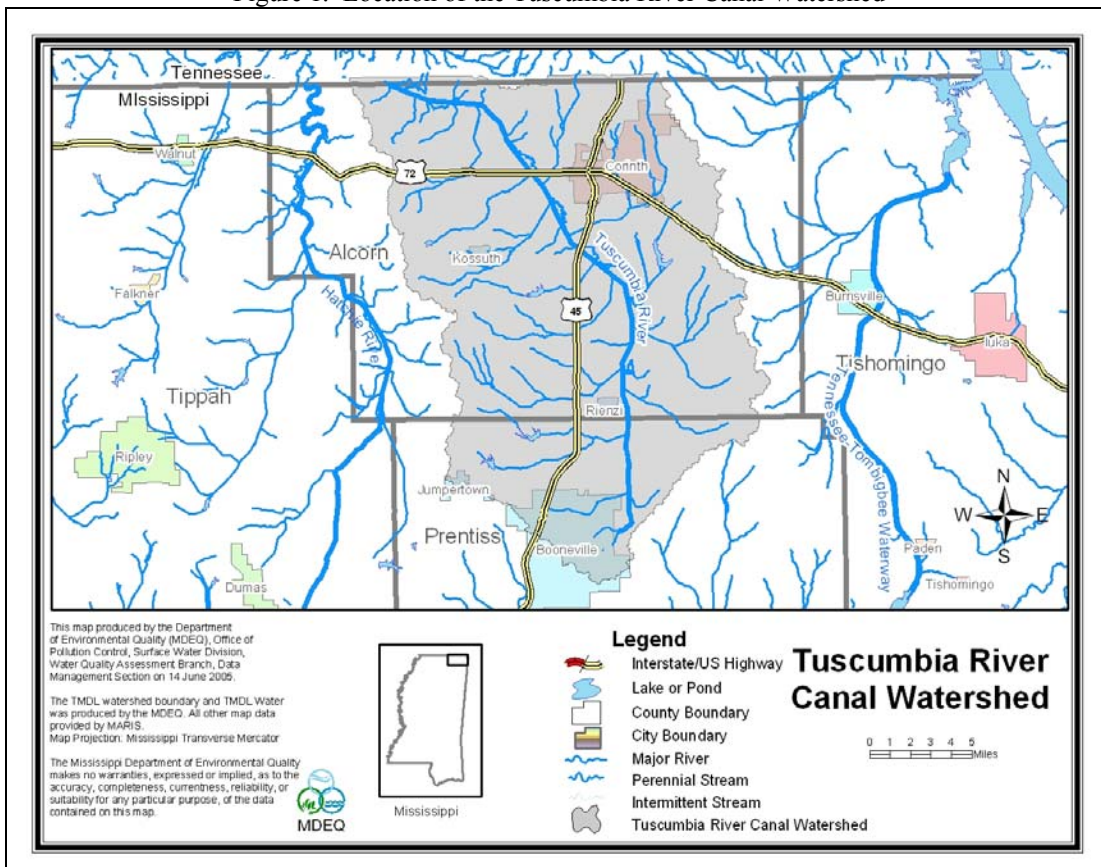 Figure 1. Location of the Tuscumbia River Canal Watershed
Tennessee
Mississippi
Walnut
72
Corinth
Alcorn
Kossuth
Tuscumbia River
Falkner
Hatchie River
45
Burnsville
Iuka
Tishomingo
Tippah
Rienzi
Tennessee-Tombigbee Waterway
Ripley
Jumpertown
N
W E
S
Prentiss
Booneville
Paden
Dumas
Tishomingo
This map produced by the Department
of Environmental Quality (MDEQ), Office of
Pollution Control, Surface Water Division,
Water Quality Assessment Branch, Data
Management Section on 14 June 2005.
The TMDL watershed boundary and TMDL Water
was produced by the MDEQ. All other map data
provided by MARIS.
Map Projection: Mississippi Transverse Mercator
The Mississippi Department of Environmental Quality
makes no warranties, expressed or implied, as to the
accuracy, completeness, currentness, reliability, or
suitability for any particular purpose, of the data
contained on this map.
MDEQ
Mississippi
Legend
Interstate/US Highway
Lake or Pond
County Boundary
City Boundary
Major River
Perennial Stream
Intermittent Stream
Tuscumbia River Canal Watershed
Tuscumbia River
Canal Watershed
0 1 2 3 4 5
Miles